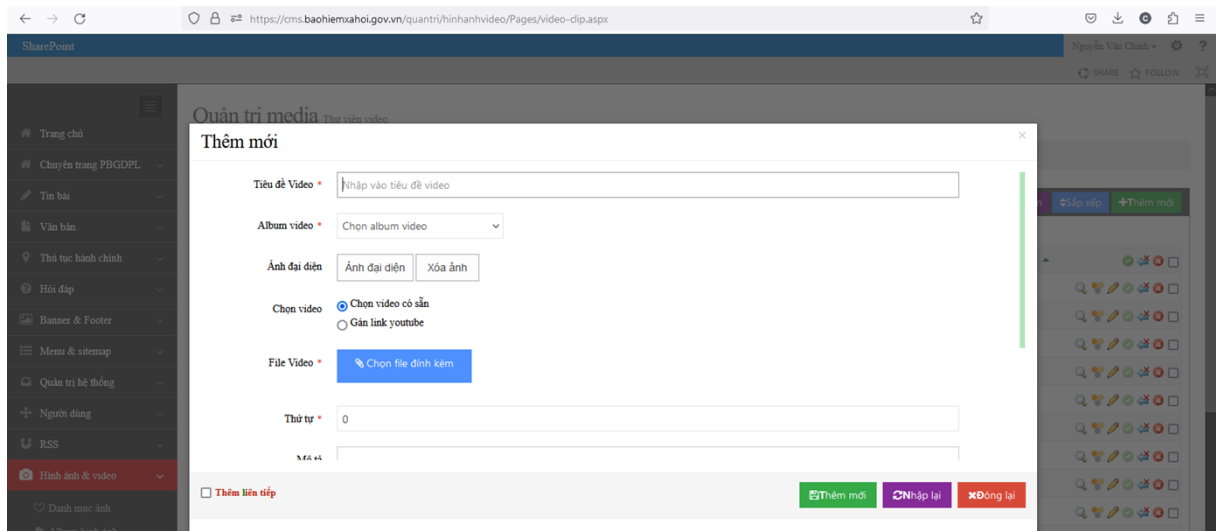 https://cms.baohiemxahoi.gov.vn/quantri/hinhanhvideo/Pages/video-clip.aspx
SharePoint
Nguyễn Văn Chính
SHARE FOLLOW
Quản trị media Thư viện video
Trang chủ
Chuyên trang PBGDPL
Tin bài
Văn bản
Thủ tục hành chính
Hỏi đáp
Banner & Footer
Menu & sitemap
Quản trị hệ thống
Người dùng
RSS
Hình ảnh & video
Danh mục ảnh
Album hình ảnh
Sắp xếp
Thêm mới
Thêm mới
Tiêu đề Video * Nhập vào tiêu đề video
Album video * Chọn album video
Ảnh đại diện Ảnh đại diện Xóa ảnh
Chọn video Chọn video có sẵn
Gán link youtube
File Video * Chọn file đính kèm
Thứ tự * 0
Mô tả
Thêm liên tiếp
Thêm mới Nhập lại Đóng lại